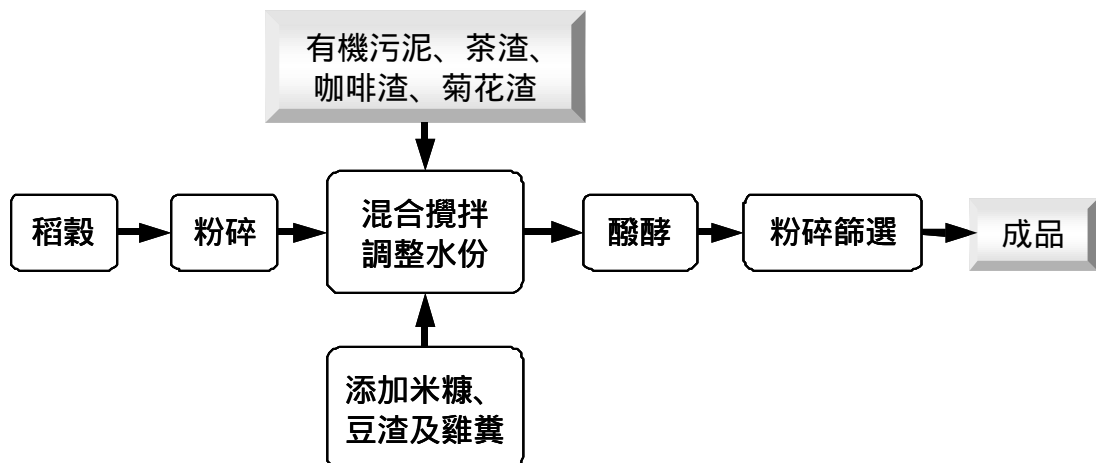 有機污泥、茶渣、
咖啡渣、菊花渣
稻穀
粉碎
混合攪拌
調整水份
醱酵
粉碎篩選
成品
添加米糠、
豆渣及雞糞